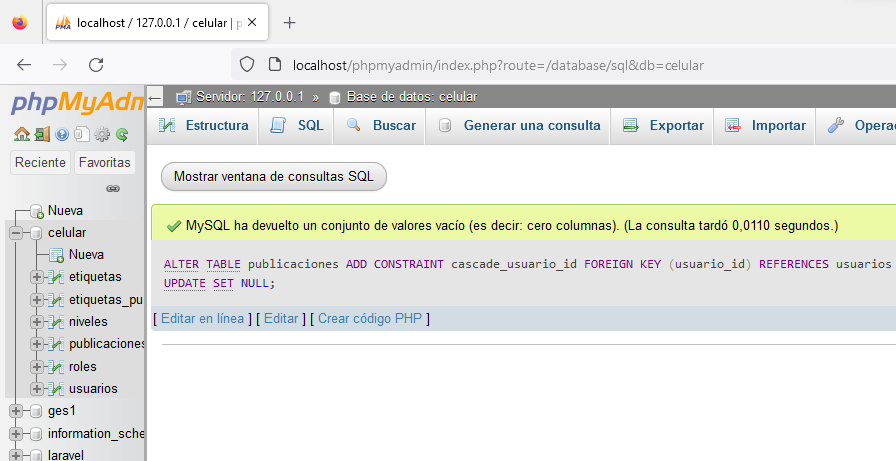 localhost / 127.0.0.1 / celular | p
localhost/phpmyadmin/index.php?route=/database/sql&db=celular
phpMyAdm
Servidor: 127.0.0.1 » Base de datos: celular
Estructura SQL Buscar Generar una consulta Exportar Importar Opera
Reciente Favoritas
Mostrar ventana de consultas SQL
Nueva
celular
Nueva
etiquetas
etiquetas_pu
niveles
publicaciones
roles
usuarios
ges1
information_sche
laravel
MySQL ha devuelto un conjunto de valores vacío (es decir: cero columnas). (La consulta tardó 0,0110 segundos.)
ALTER TABLE publicaciones ADD CONSTRAINT cascade_usuario_id FOREIGN KEY (usuario_id) REFERENCES usuarios
UPDATE SET NULL;
[ Editar en línea ] [ Editar ] [ Crear código PHP ]